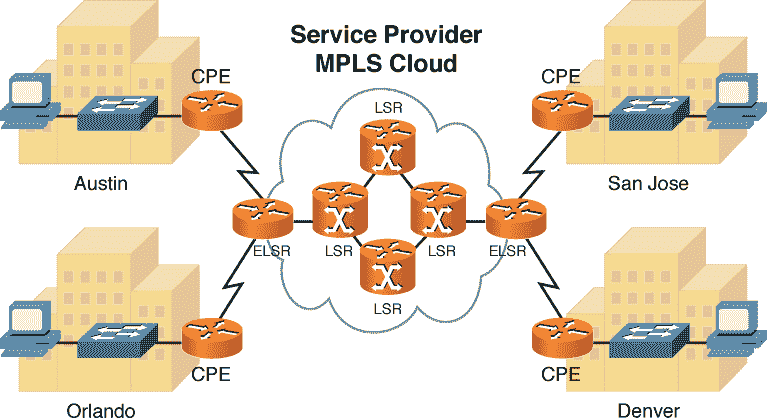 Service Provider
MPLS Cloud
CPE
CPE
LSR
Austin
San Jose
ELSR
LSR
LSR
ELSR
LSR
CPE
CPE
Orlando
Denver